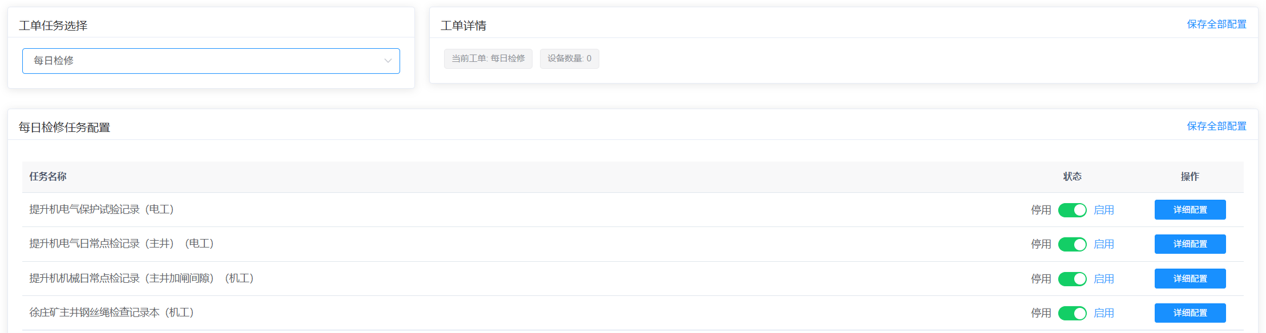 工单任务选择
每日检修
工单详情 保存全部配置
当前工单: 每日检修 设备数量: 0
每日检修任务配置 保存全部配置
任务名称 状态 操作
提升机电气保护试验记录（电工） 停用 启用 详细配置
提升机电气日常点检记录（主井）（电工） 停用 启用 详细配置
提升机机械日常点检记录（主井加闸间隙）（机工） 停用 启用 详细配置
徐庄矿主井钢丝绳检查记录本（机工） 停用 启用 详细配置